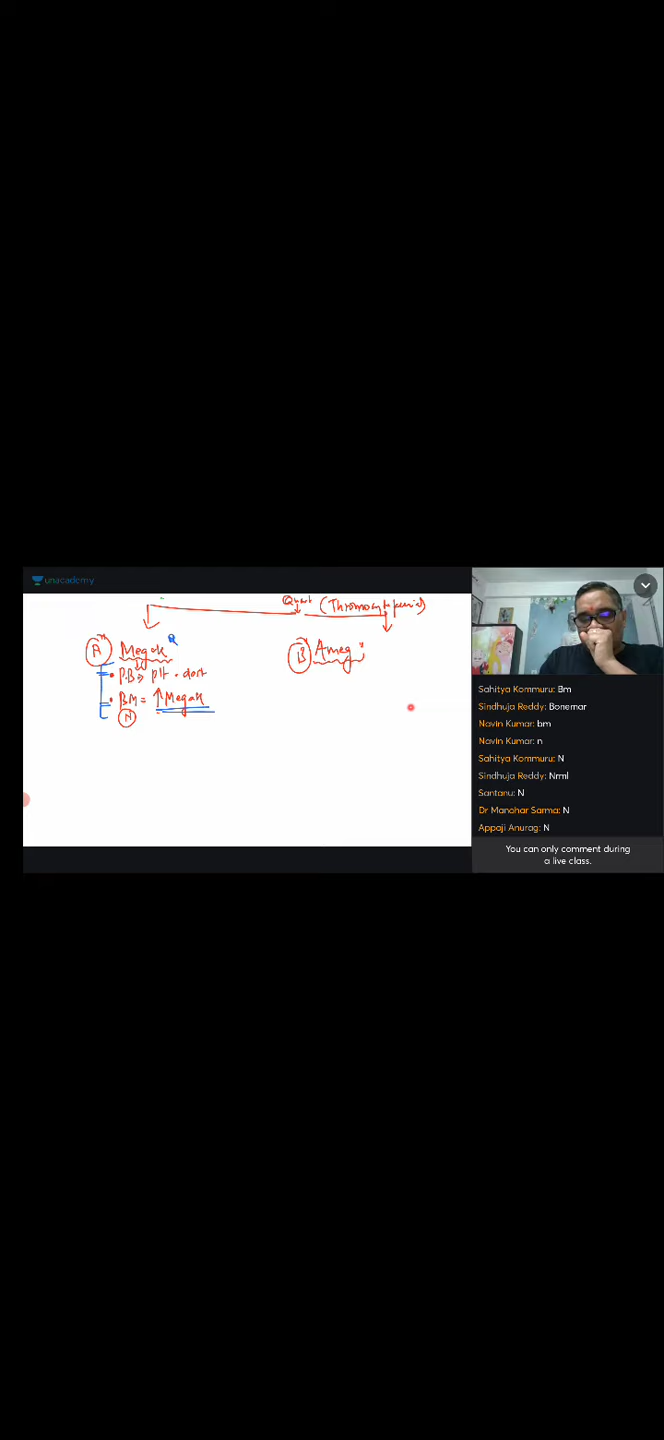 unacademy
Quant (Thrombocytopenia)
A Megak
B Ameg
• P.B → plt • dest
• BM = ↑ Megak
N
Sahitya Kommuru: Bm
Sindhuja Reddy: Bonemar
Navin Kumar: bm
Navin Kumar: n
Sahitya Kommuru: N
Sindhuja Reddy: Nrml
Santanu: N
Dr Manohar Sarma: N
Appaji Anurag: N
You can only comment during
a live class.